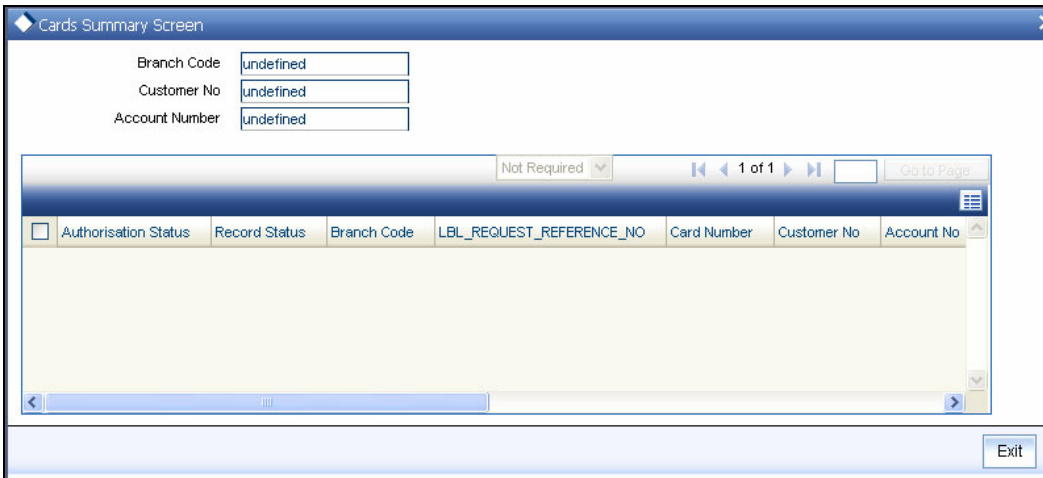 Cards Summary Screen
Branch Code undefined
Customer No undefined
Account Number undefined
Not Required 1 of 1 Go to Page
Authorisation Status Record Status Branch Code LBL_REQUEST_REFERENCE_NO Card Number Customer No Account No
Exit